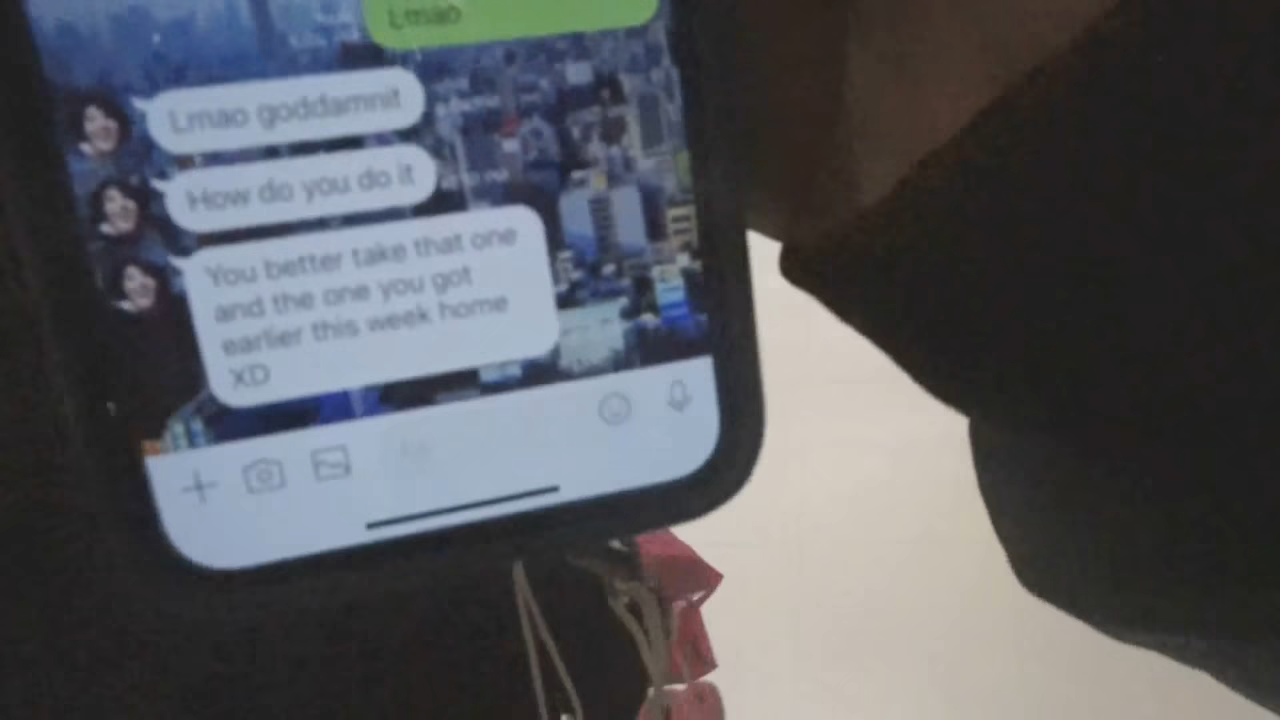 Lmao
Lmao goddamnit
How do you do it
You better take that one
and the one you got
earlier this week home
XD